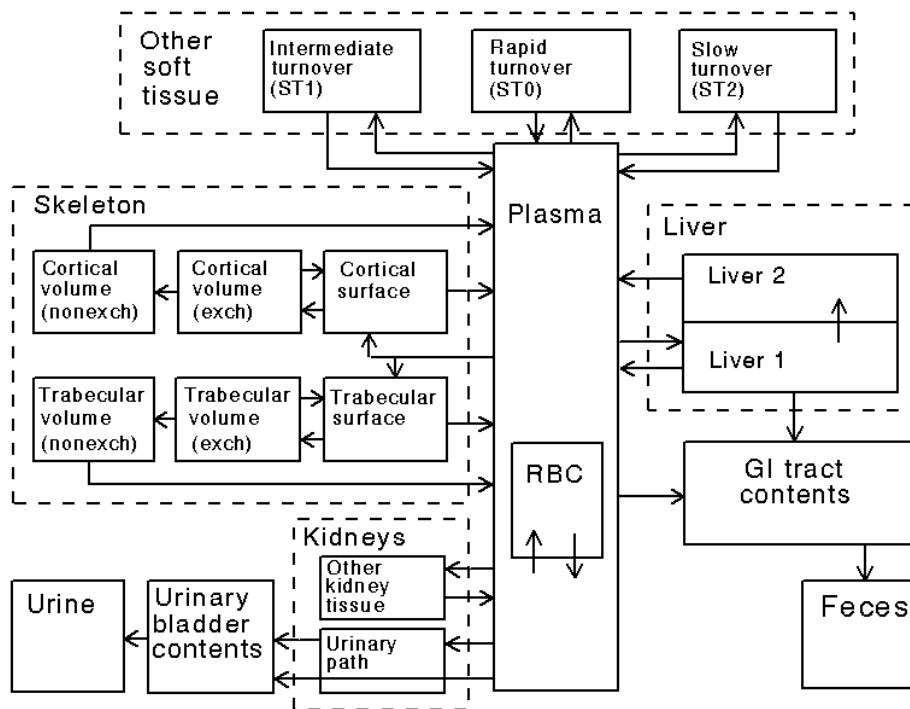 Other
soft
tissue
Intermediate
turnover
(ST1)
Rapid
turnover
(ST0)
Slow
turnover
(ST2)
Skeleton
Cortical
volume
(nonexch)
Cortical
volume
(exch)
Cortical
surface
Trabecular
volume
(nonexch)
Trabecular
volume
(exch)
Trabecular
surface
Plasma
RBC
Liver
Liver 2
Liver 1
GI tract
contents
Feces
Kidneys
Other
kidney
tissue
Urinary
path
Urinary
bladder
contents
Urine